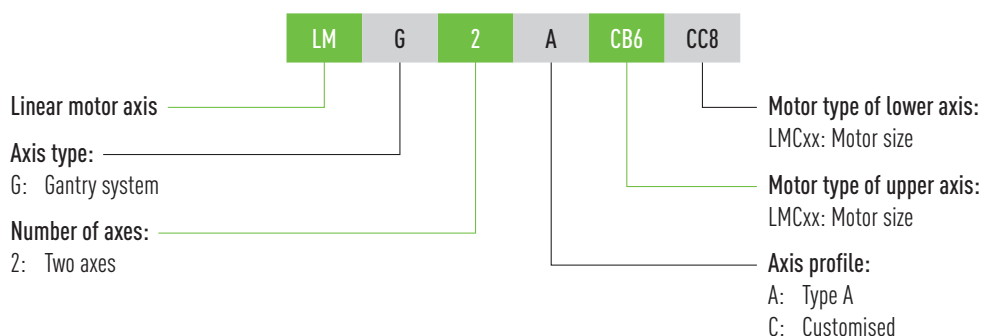 LM G 2 A CB6 CC8
Linear motor axis
Axis type:
G: Gantry system
Number of axes:
2: Two axes
Motor type of lower axis:
LMCxx: Motor size
Motor type of upper axis:
LMCxx: Motor size
Axis profile:
A: Type A
C: Customised